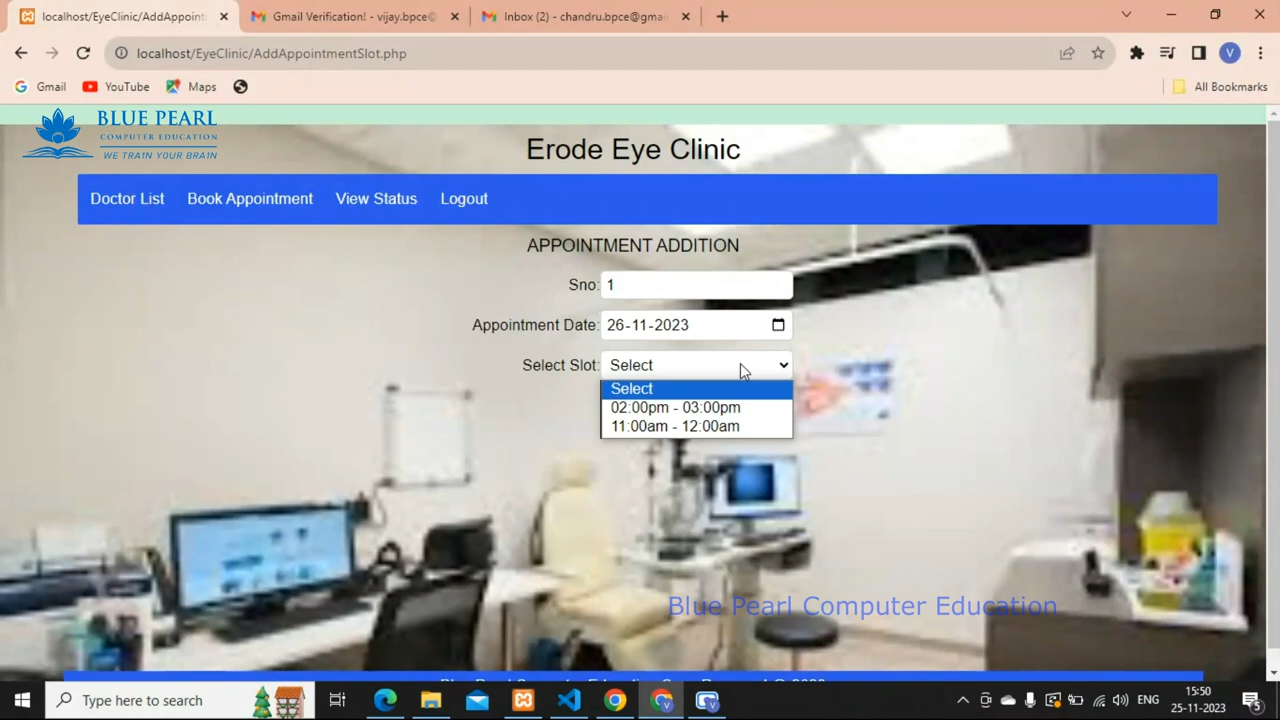 localhost/EyeClinic/AddAppoint
Gmail Verification! - vijay.bpce@
Inbox (2) - chandru.bpce@gmai
localhost/EyeClinic/AddAppointmentSlot.php
V
Gmail
YouTube
Maps
All Bookmarks
BLUE PEARL
COMPUTER EDUCATION
WE TRAIN YOUR BRAIN
Erode Eye Clinic
Doctor List
Book Appointment
View Status
Logout
APPOINTMENT ADDITION
Sno: 1
Appointment Date: 26-11-2023
Select Slot: Select
Select
02:00pm - 03:00pm
11:00am - 12:00am
Blue Pearl Computer Education
Type here to search
ENG
15:50
25-11-2023
5